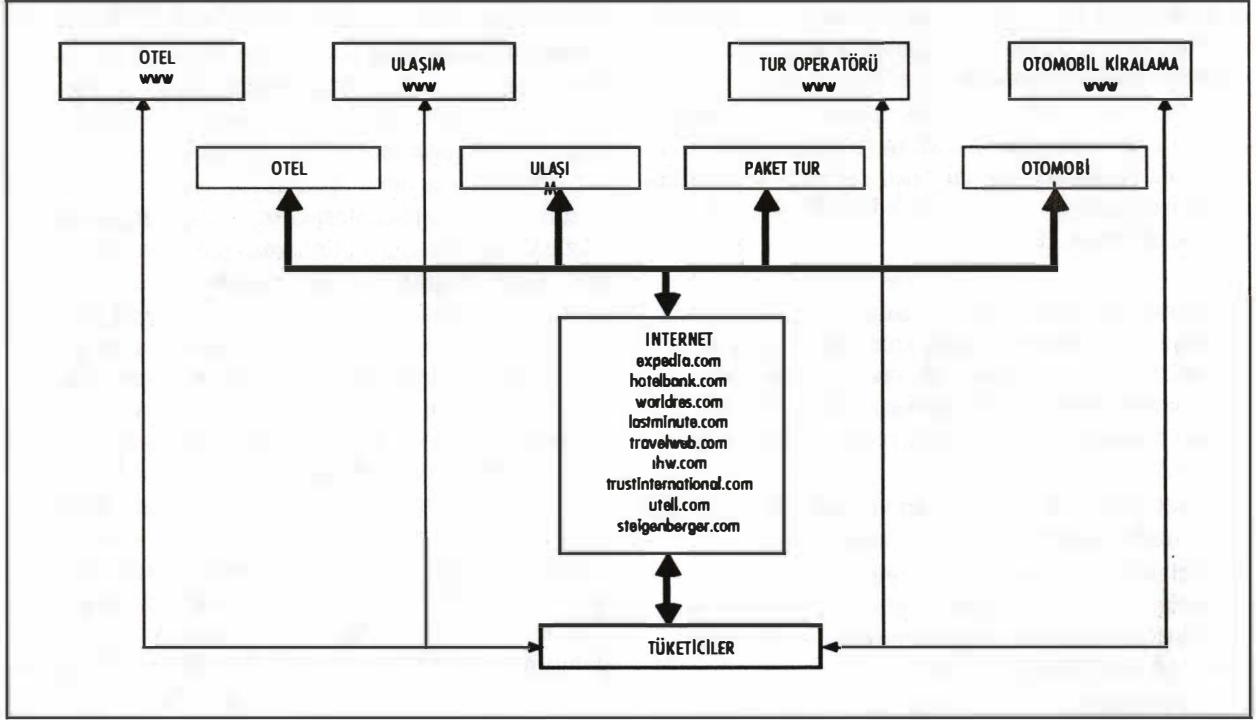 OTEL
www
ULAŞIM
www
TUR OPERATÖRÜ
www
OTOMOBİL KİRALAMA
www
OTEL
ULAŞI
M
PAKET TUR
OTOMOBİ
INTERNET
expedia.com
hotelbank.com
worldres.com
lastminute.com
travelweb.com
ihw.com
trustinternational.com
utell.com
steigenberger.com
TÜKETİCİLER